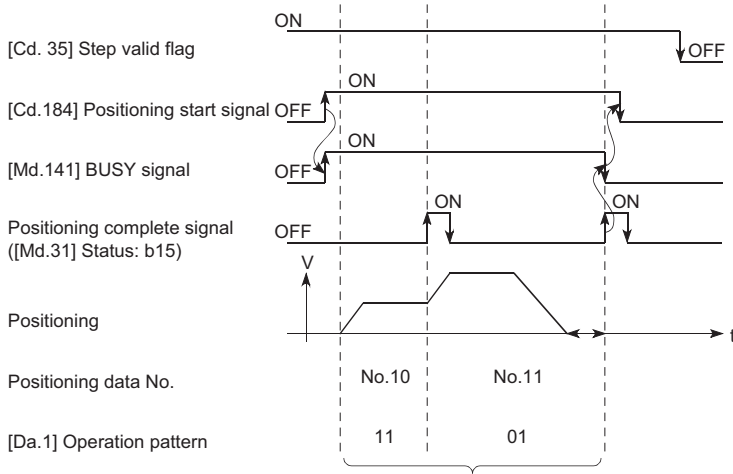 ON
[Cd. 35] Step valid flag
OFF
ON
[Cd.184] Positioning start signal OFF
ON
[Md.141] BUSY signal OFF
ON ON
Positioning complete signal OFF
([Md.31] Status: b15)
V
Positioning
t
Positioning data No. No.10 No.11
[Da.1] Operation pattern 11 01